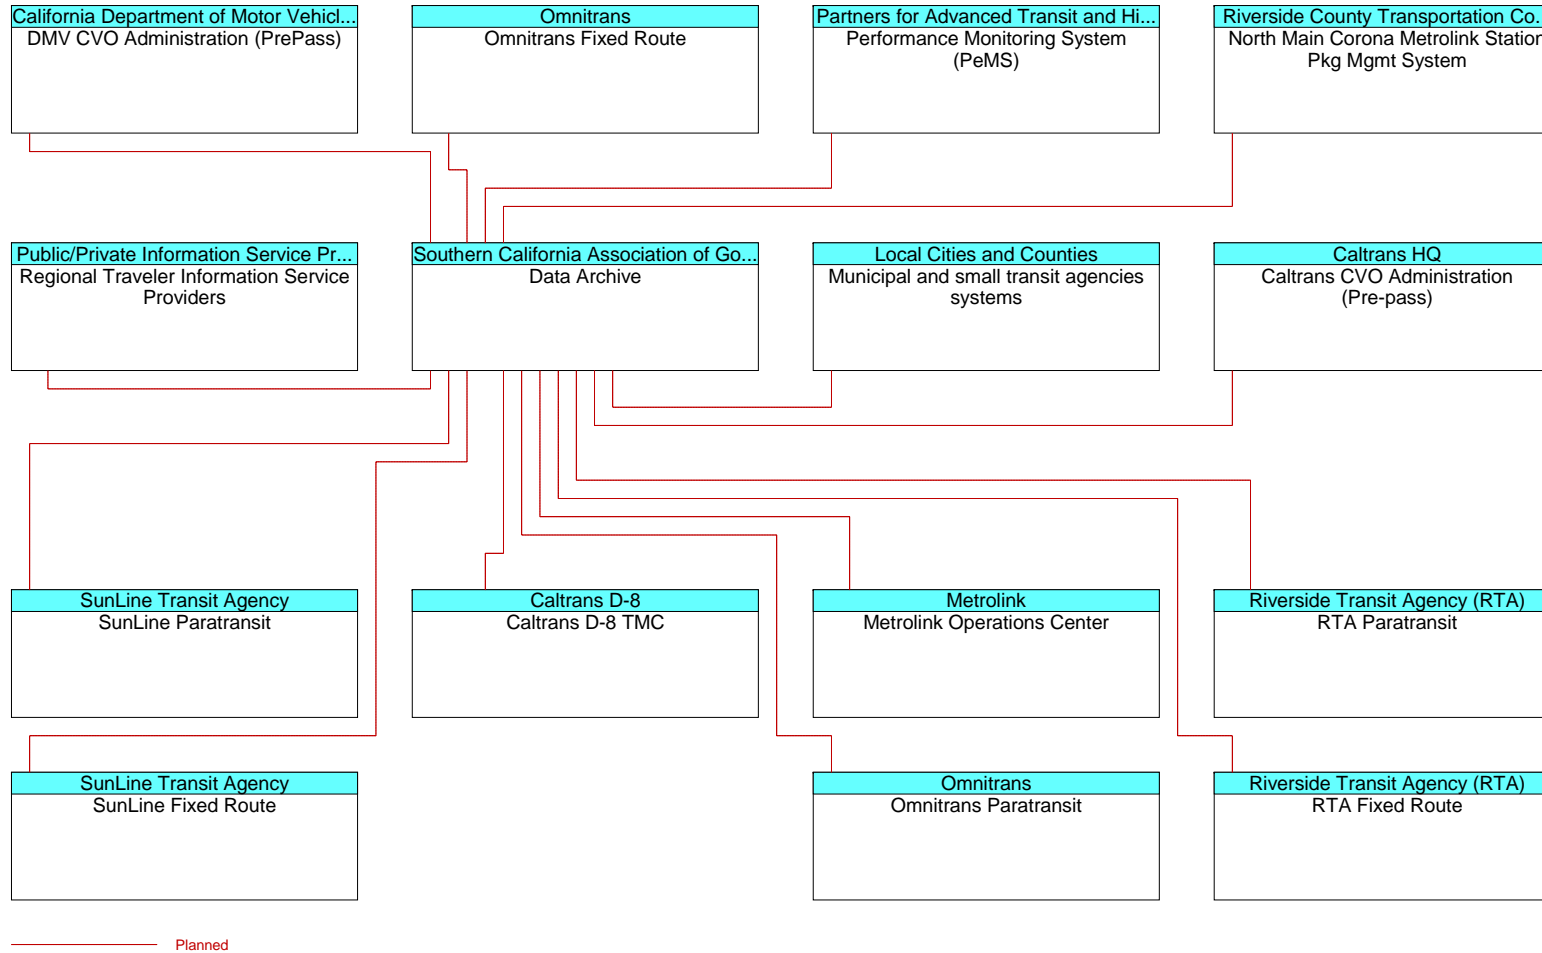 California Department of Motor Vehicl...
DMV CVO Administration (PrePass)
Omnitrans
Omnitrans Fixed Route
Partners for Advanced Transit and Hi...
Performance Monitoring System
(PeMS)
Riverside County Transportation Co..
North Main Corona Metrolink Station
Pkg Mgmt System
Public/Private Information Service Pr...
Regional Traveler Information Service
Providers
Southern California Association of Go...
Data Archive
Local Cities and Counties
Municipal and small transit agencies
systems
Caltrans HQ
Caltrans CVO Administration
(Pre-pass)
SunLine Transit Agency
SunLine Paratransit
Caltrans D-8
Caltrans D-8 TMC
Metrolink
Metrolink Operations Center
Riverside Transit Agency (RTA)
RTA Paratransit
SunLine Transit Agency
SunLine Fixed Route
Omnitrans
Omnitrans Paratransit
Riverside Transit Agency (RTA)
RTA Fixed Route
Planned